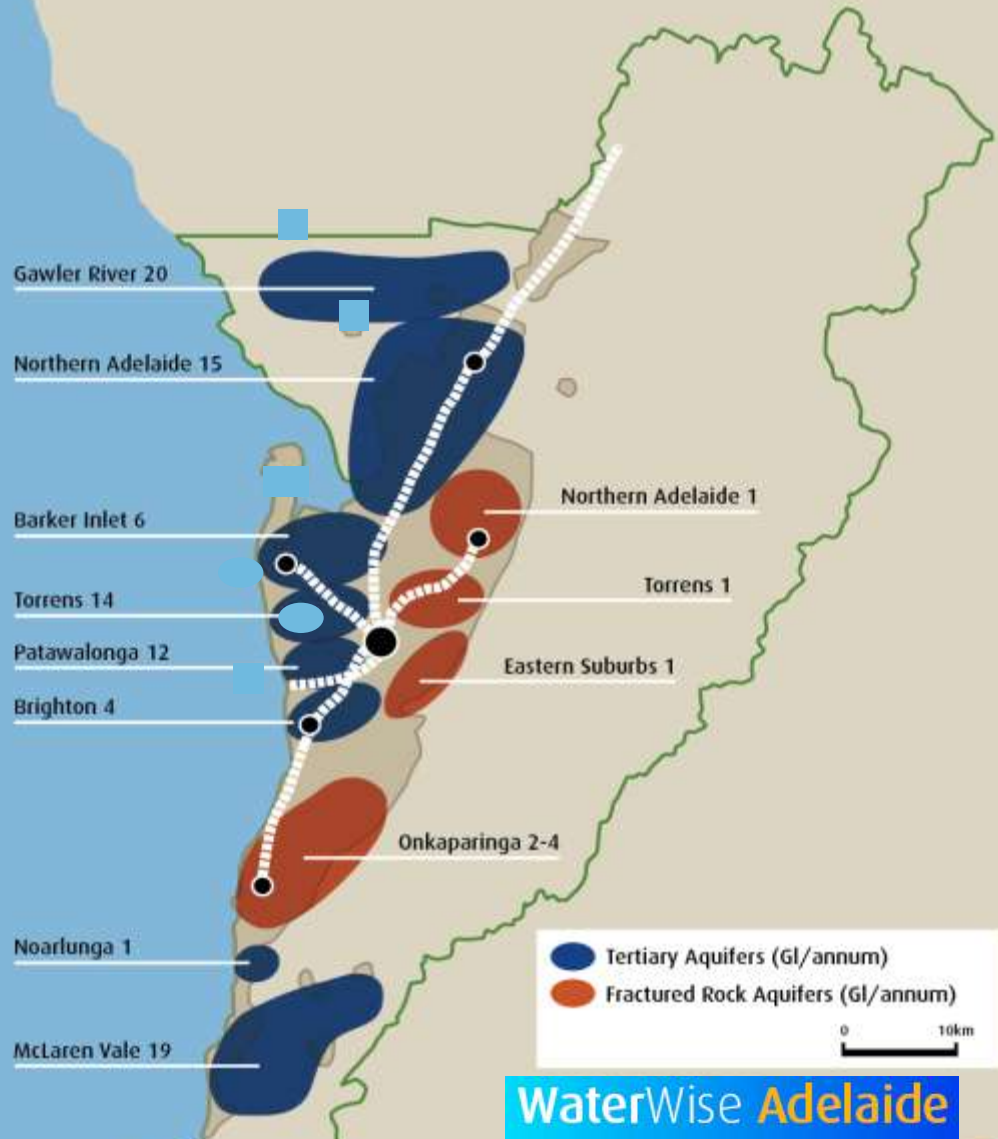 Gawler River 20
Northern Adelaide 15
Northern Adelaide 1
Barker Inlet 6
Torrens 1
Torrens 14
Patawalonga 12
Eastern Suburbs 1
Brighton 4
Onkaparinga 2-4
Noarlunga 1
McLaren Vale 19
Tertiary Aquifers (Gl/annum)
Fractured Rock Aquifers (Gl/annum)
0 10km
WaterWise Adelaide